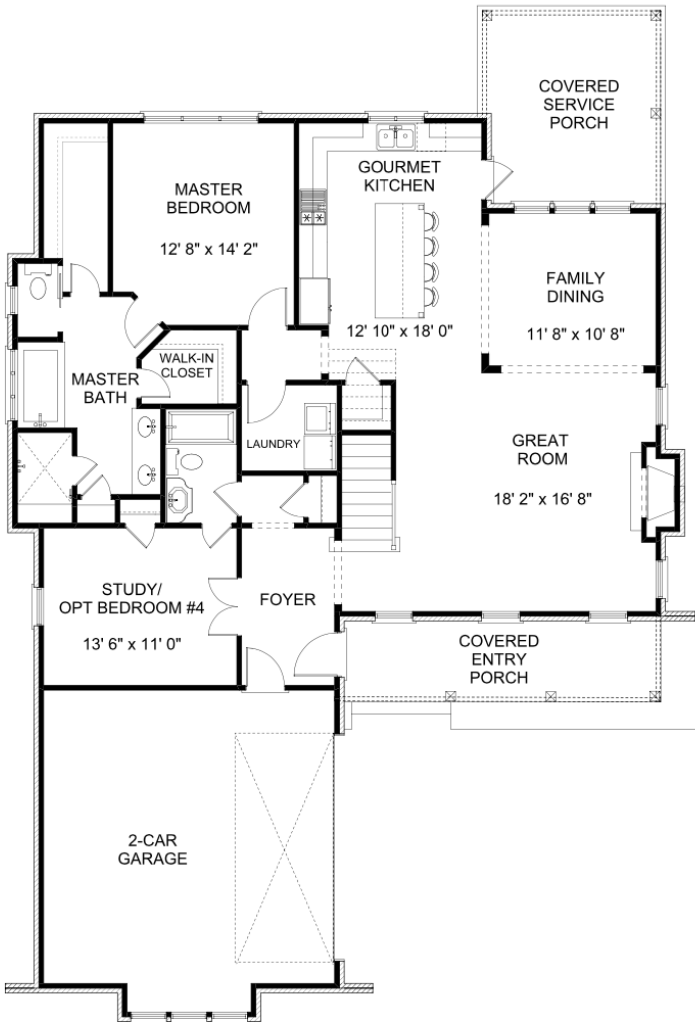 COVERED
SERVICE
PORCH
MASTER
BEDROOM
12' 8" x 14' 2"
GOURMET
KITCHEN
12' 10" x 18' 0"
FAMILY
DINING
11' 8" x 10' 8"
WALK-IN
CLOSET
MASTER
BATH
LAUNDRY
GREAT
ROOM
18' 2" x 16' 8"
STUDY/
OPT BEDROOM #4
13' 6" x 11' 0"
FOYER
COVERED
ENTRY
PORCH
2-CAR
GARAGE